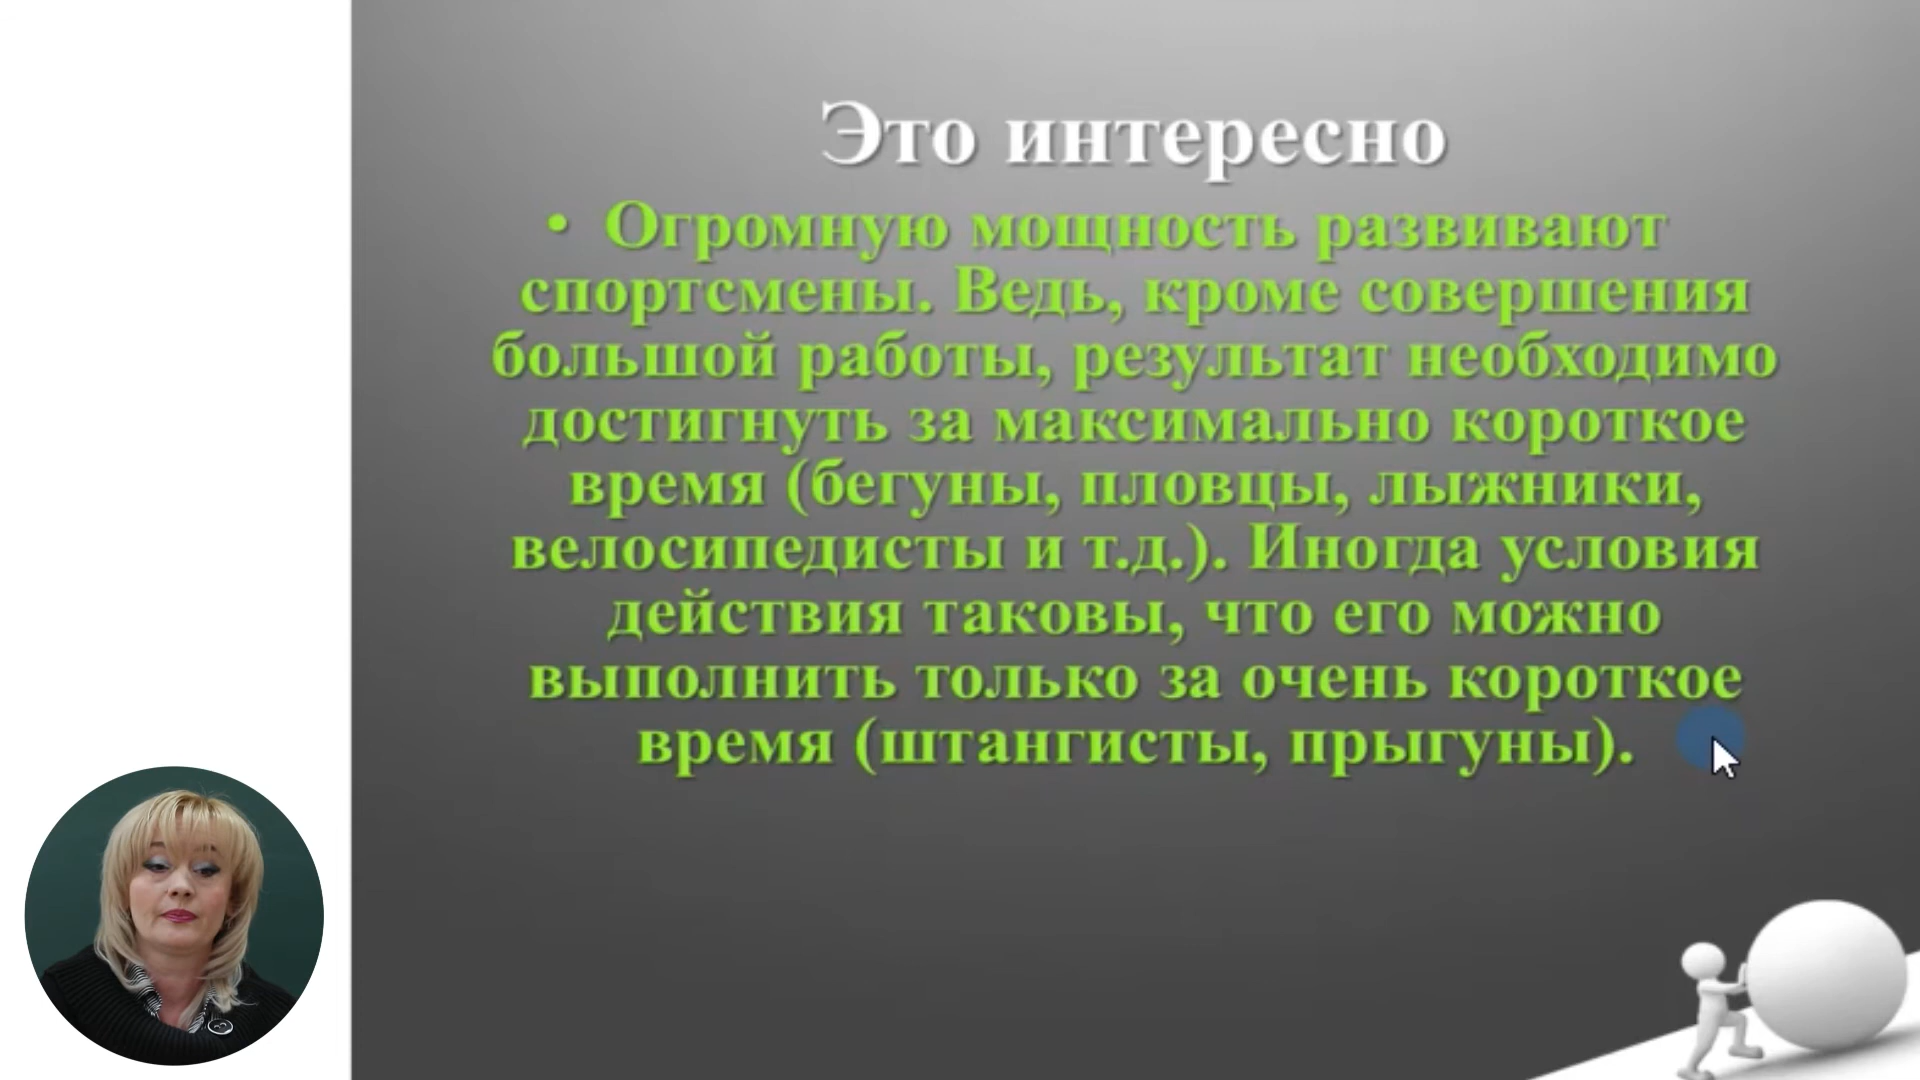 Это интересно
• Огромную мощность развивают
спортсмены. Ведь, кроме совершения
большой работы, результат необходимо
достигнуть за максимально короткое
время (бегуны, пловцы, лыжники,
велосипедисты и т.д.). Иногда условия
действия таковы, что его можно
выполнить только за очень короткое
время (штангисты, прыгуны).